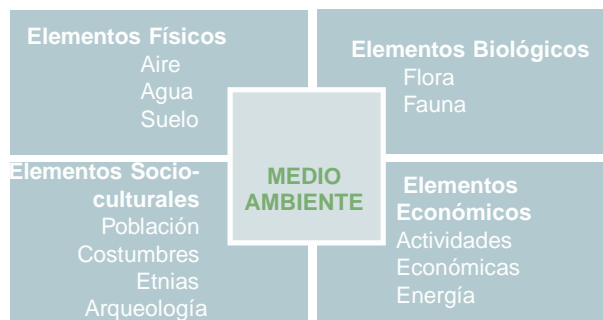 Elementos Físicos
Aire
Agua
Suelo
Elementos Biológicos
Flora
Fauna
MEDIO
AMBIENTE
Elementos Socio-
culturales
Población
Costumbres
Etnias
Arqueología
Elementos
Económicos
Actividades
Económicas
Energía